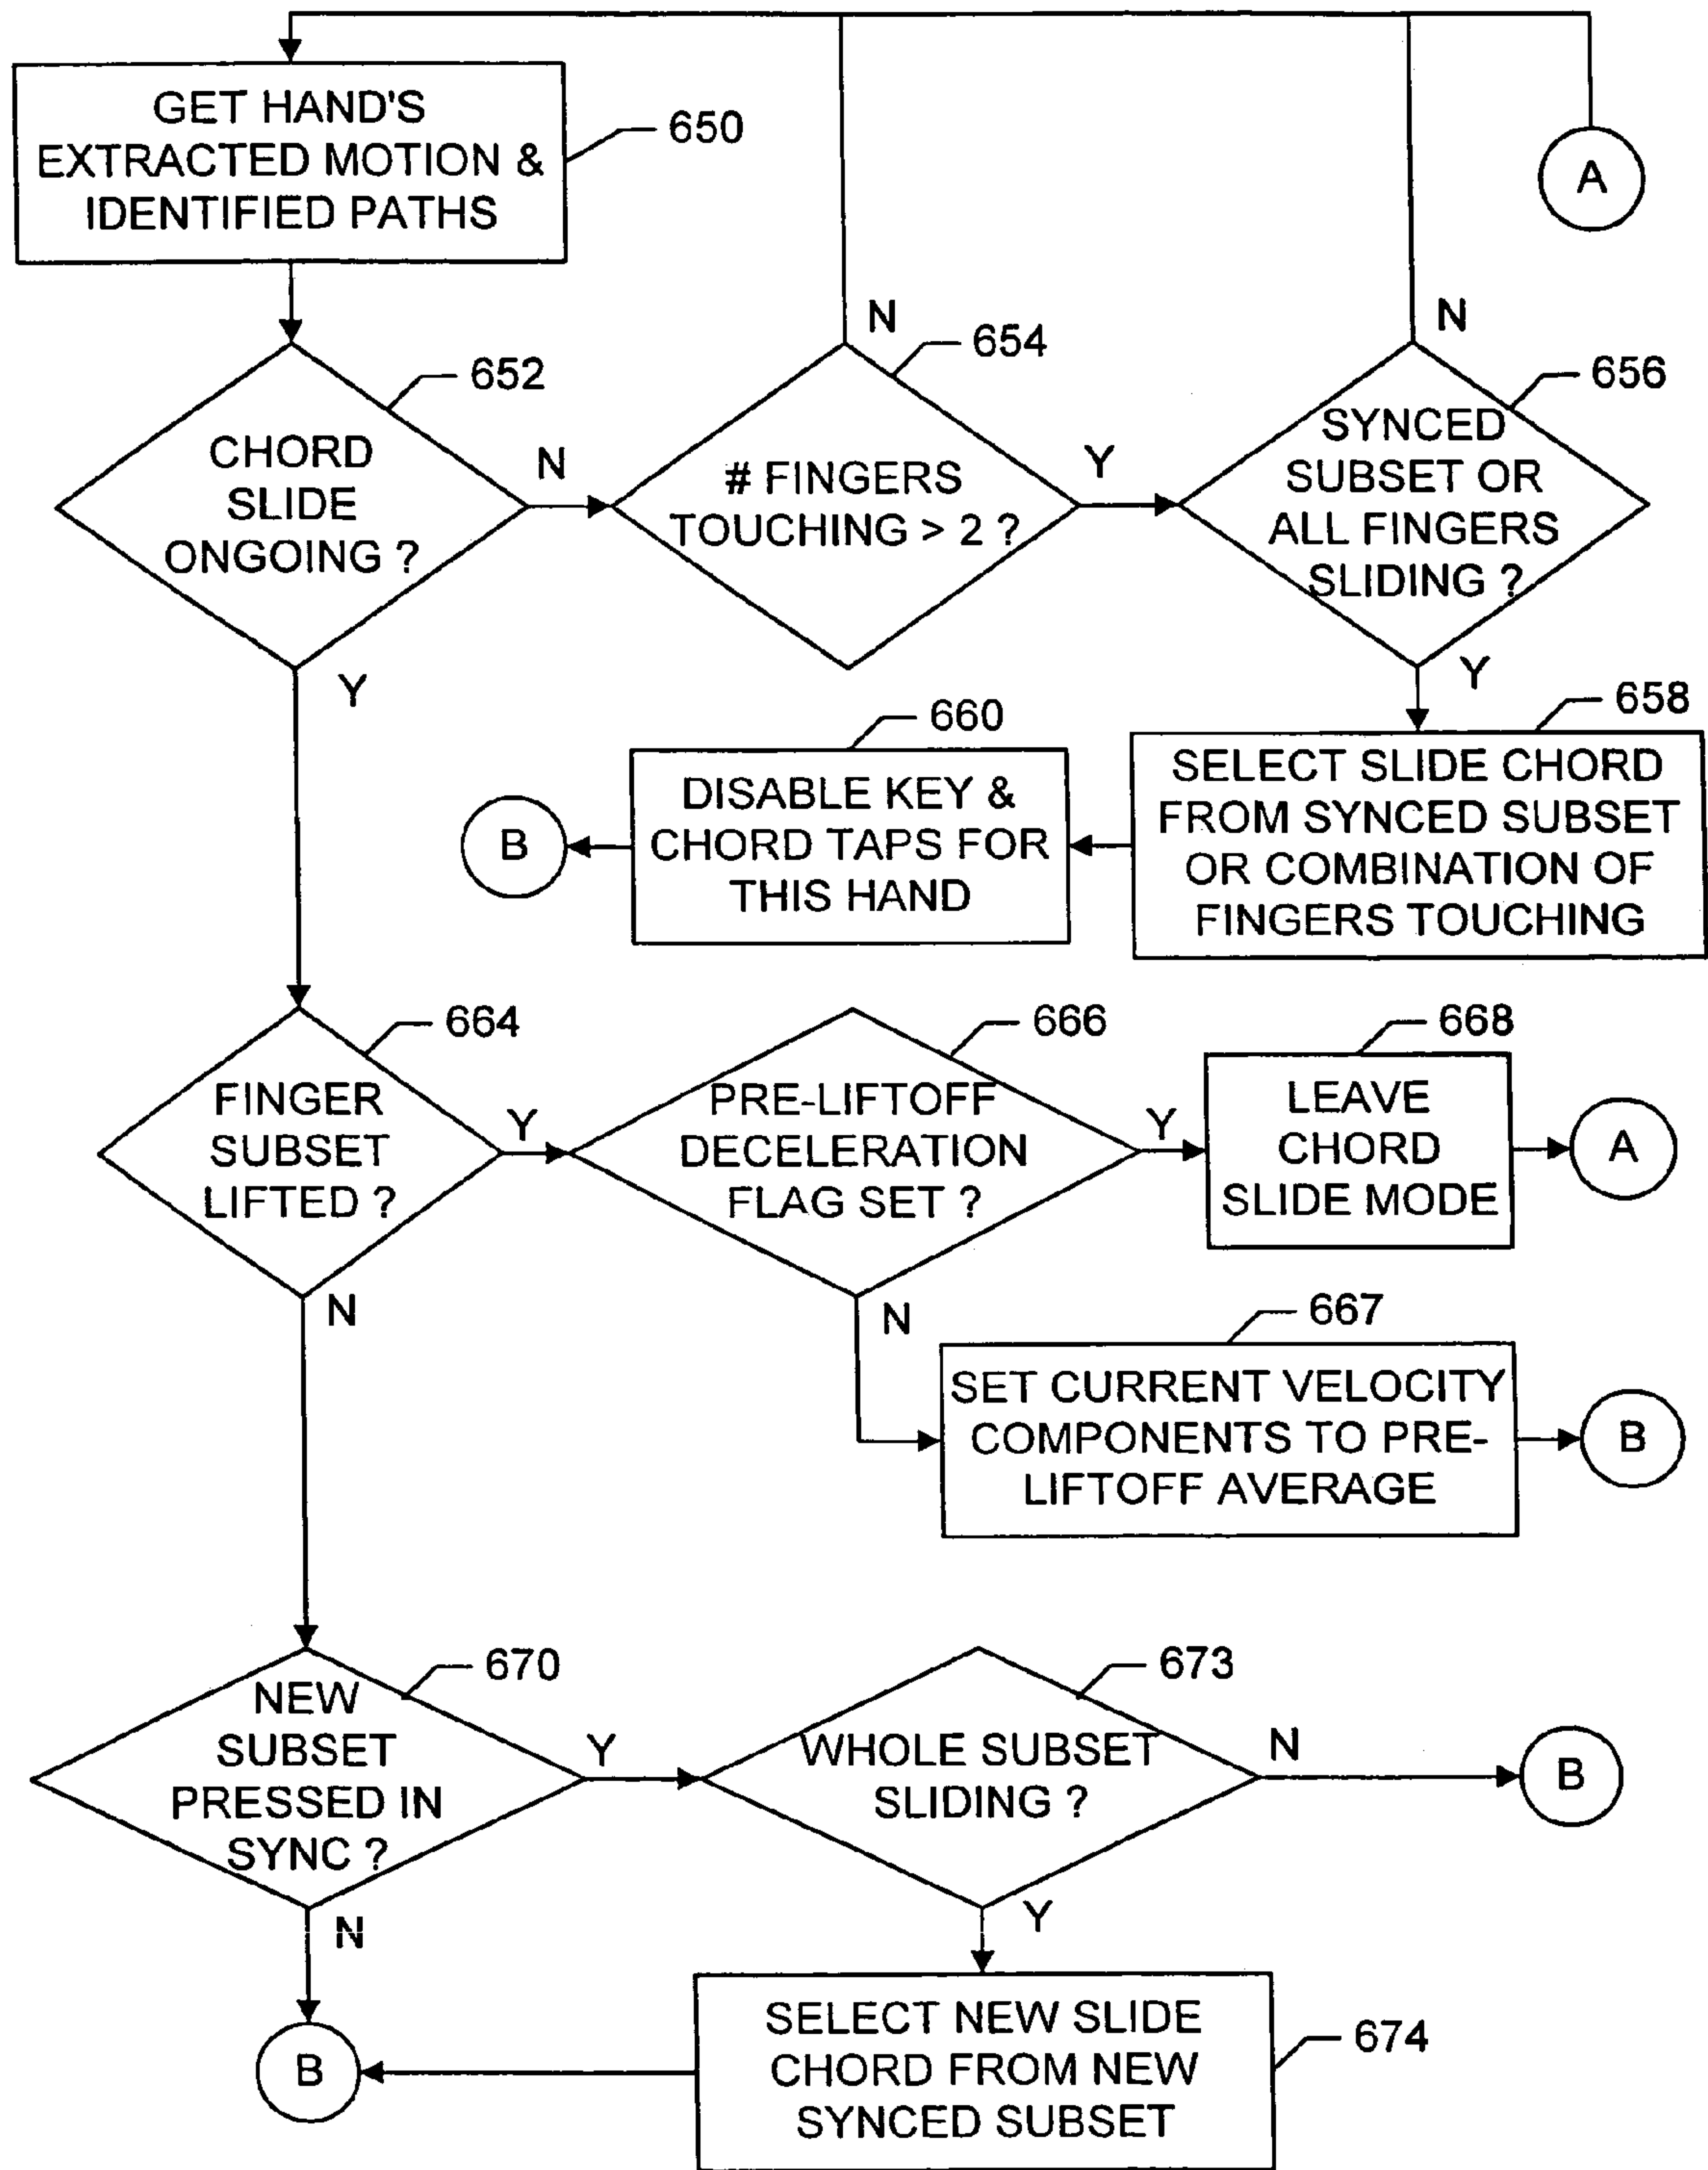 GET HAND'S
EXTRACTED MOTION &
IDENTIFIED PATHS
650
A
652
CHORD
SLIDE
ONGOING ?
N
Y
N
654
# FINGERS
TOUCHING > 2 ?
Y
N
656
SYNCED
SUBSET OR
ALL FINGERS
SLIDING ?
Y
658
SELECT SLIDE CHORD
FROM SYNCED SUBSET
OR COMBINATION OF
FINGERS TOUCHING
660
DISABLE KEY &
CHORD TAPS FOR
THIS HAND
B
664
FINGER
SUBSET
LIFTED ?
Y
N
666
PRE-LIFTOFF
DECELERATION
FLAG SET ?
Y
N
668
LEAVE
CHORD
SLIDE MODE
A
667
SET CURRENT VELOCITY
COMPONENTS TO PRE-
LIFTOFF AVERAGE
B
670
NEW
SUBSET
PRESSED IN
SYNC ?
Y
N
673
WHOLE SUBSET
SLIDING ?
N
B
Y
674
SELECT NEW SLIDE
CHORD FROM NEW
SYNCED SUBSET
B